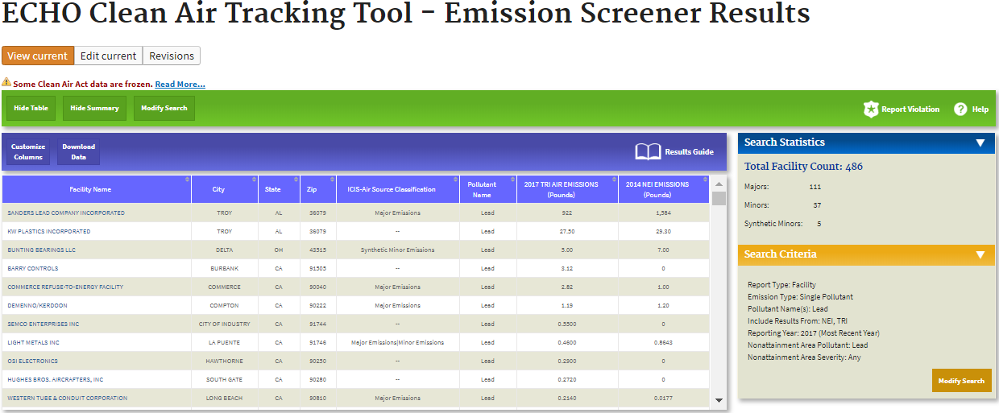 ECHO Clean Air Tracking Tool - Emission Screener Results
View current Edit current Revisions
Some Clean Air Act data are frozen. Read More...
Hide Table Hide Summary Modify Search Report Violation ? Help
Customize Columns Download Data Results Guide
Facility Name City State Zip ICIS-Air Source Classification Pollutant Name 2017 TRI AIR EMISSIONS (Pounds) 2014 NEI EMISSIONS (Pounds)
SANDERS LEAD COMPANY INCORPORATED TROY AL 36079 Major Emissions Lead 922 1,584
KW PLASTICS INCORPORATED TROY AL 36079 -- Lead 27.50 29.30
BUNTING BEARINGS LLC DELTA OH 43515 Synthetic Minor Emissions Lead 5.00 7.00
BARRY CONTROLS BURBANK CA 91505 -- Lead 3.12 0
COMMERCE REFUSE-TO-ENERGY FACILITY COMMERCE CA 90040 Major Emissions Lead 2.82 1.00
DEMENNO/KERDOON COMPTON CA 90222 Major Emissions Lead 1.19 1.20
SEMCO ENTERPRISES INC CITY OF INDUSTRY CA 91744 -- Lead 0.5500 0
LIGHT METALS INC LA PUENTE CA 91746 Major Emissions|Minor Emissions Lead 0.4600 0.8643
OSI ELECTRONICS HAWTHORNE CA 90250 -- Lead 0.2900 0
HUGHES BROS. AIRCRAFTERS, INC SOUTH GATE CA 90280 -- Lead 0.2720 0
WESTERN TUBE & CONDUIT CORPORATION LONG BEACH CA 90810 Major Emissions Lead 0.2140 0.0177
Search Statistics
Total Facility Count: 486
Majors: 111
Minors: 37
Synthetic Minors: 5
Search Criteria
Report Type: Facility
Emission Type: Single Pollutant
Pollutant Name(s): Lead
Include Results From: NEI, TRI
Reporting Year: 2017 (Most Recent Year)
Nonattainment Area Pollutant: Lead
Nonattainment Area Severity: Any
Modify Search